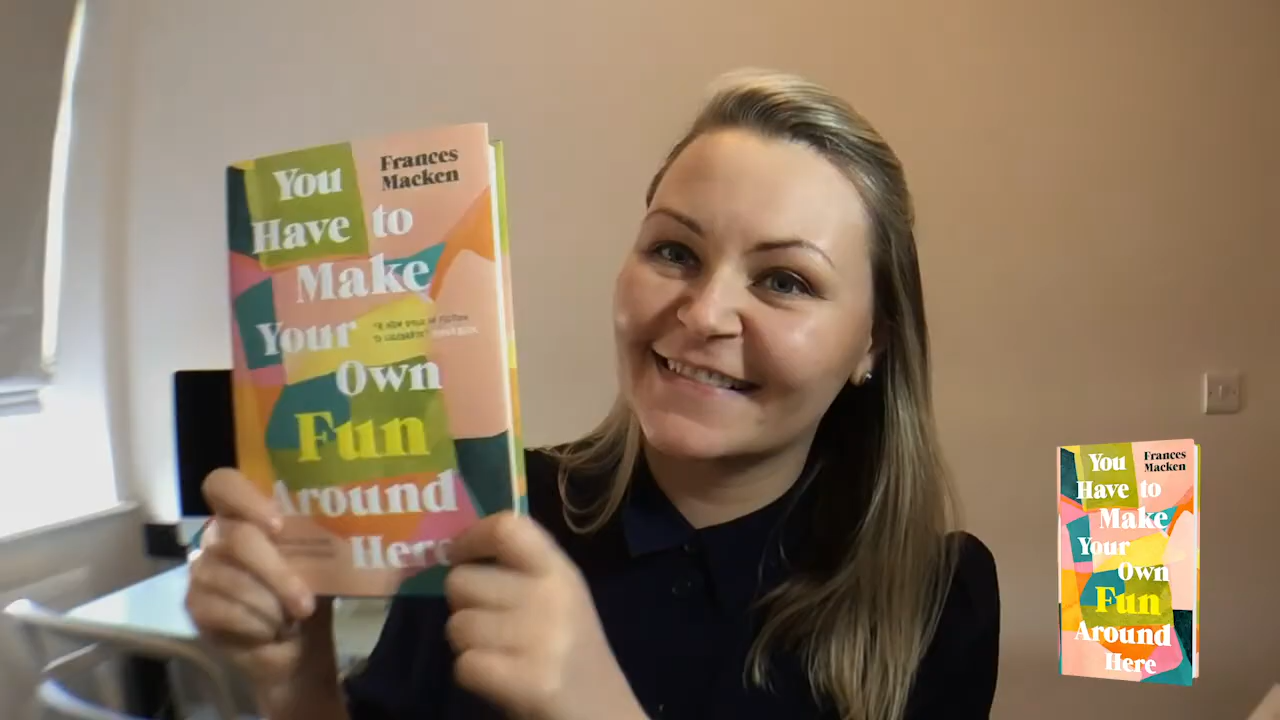 You
Frances
Macken
Have to
Make
Your
Own
Fun
Around
Here
You
Frances
Macken
Have to
Make
Your
Own
Fun
Around
Here